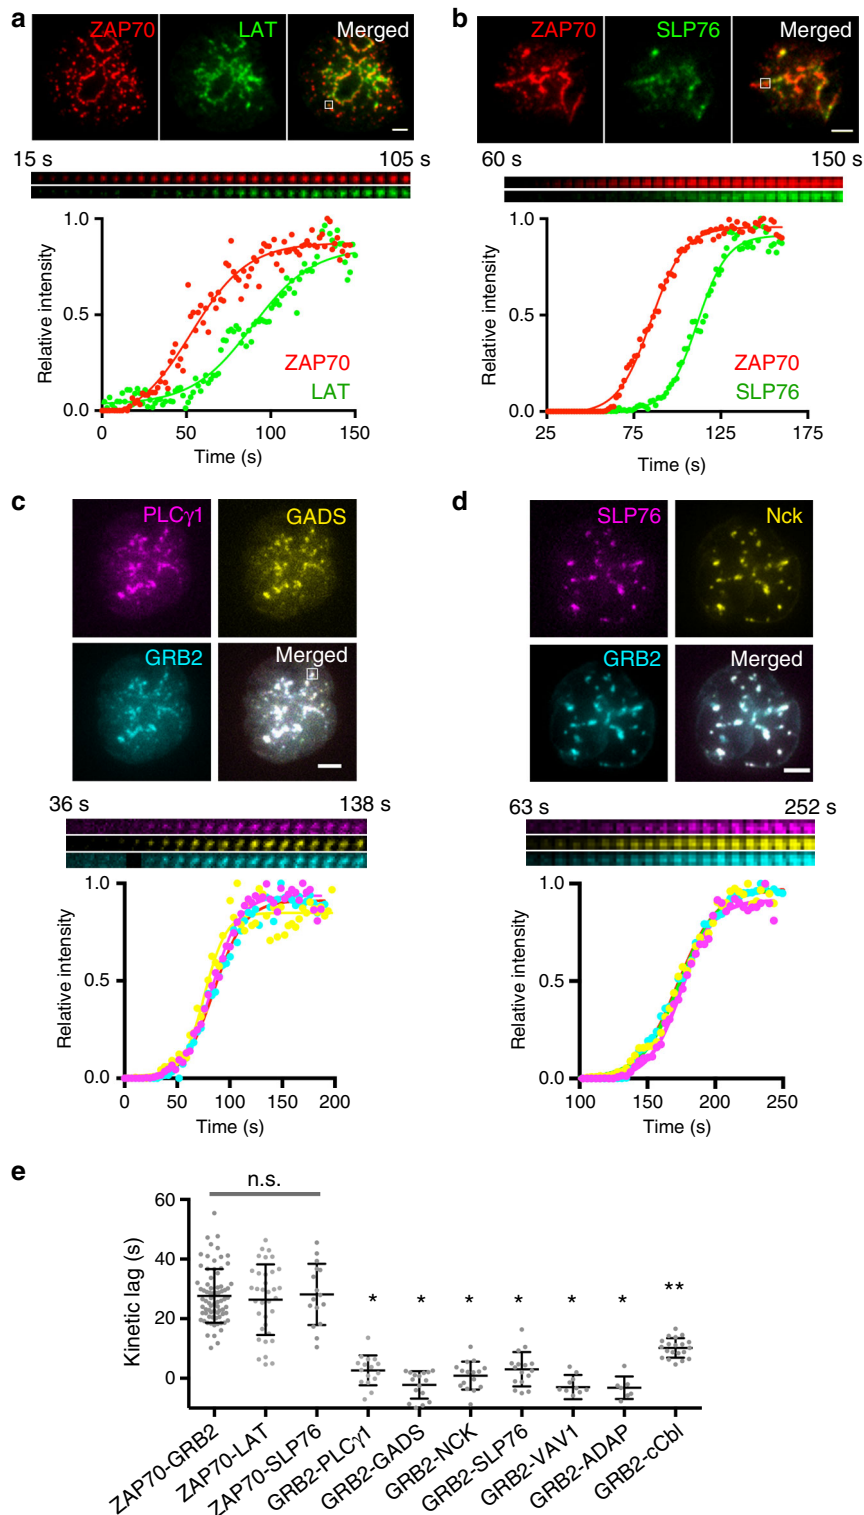 a
ZAP70 LAT Merged
15 s 105 s
1.0
0.5
0.0
Relative intensity
ZAP70
LAT
0 50 100 150
Time (s)
b
ZAP70 SLP76 Merged
60 s 150 s
1.0
0.5
0.0
Relative intensity
ZAP70
SLP76
25 75 125 175
Time (s)
c
PLCγ1 GADS
GRB2 Merged
36 s 138 s
1.0
0.5
0.0
Relative intensity
0 50 100 150 200
Time (s)
d
SLP76 Nck
GRB2 Merged
63 s 252 s
1.0
0.5
0.0
Relative intensity
100 150 200 250
Time (s)
e
n.s.
60
40
20
0
Kinetic lag (s)
* * * * * * **
ZAP70-GRB2
ZAP70-LAT
ZAP70-SLP76
GRB2-PLCγ1
GRB2-GADS
GRB2-NCK
GRB2-SLP76
GRB2-VAV1
GRB2-ADAP
GRB2-cCbl